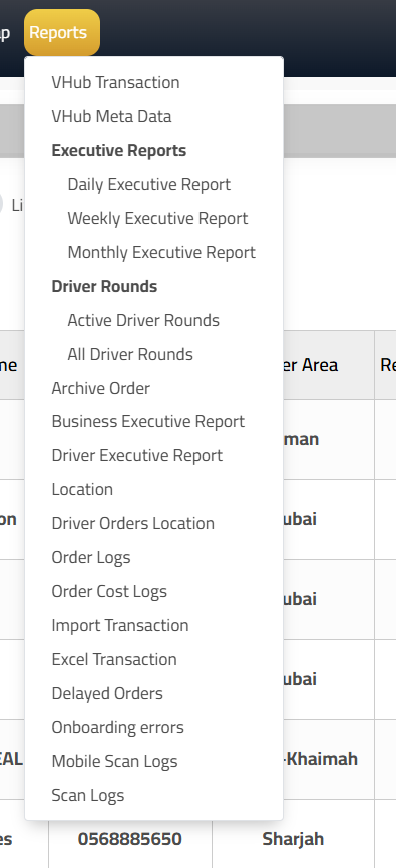 Reports
VHub Transaction
VHub Meta Data
Executive Reports
Daily Executive Report
Li
Weekly Executive Report
Monthly Executive Report
Driver Rounds
Active Driver Rounds
All Driver Rounds
er Area
Archive Order
Business Executive Report
man
Driver Executive Report
Location
on
Driver Orders Location
ubai
Order Logs
Order Cost Logs
ubai
Import Transaction
Excel Transaction
ubai
Delayed Orders
Onboarding errors
EAL
Mobile Scan Logs
-Khaimah
Scan Logs
es 0568885650 Sharjah